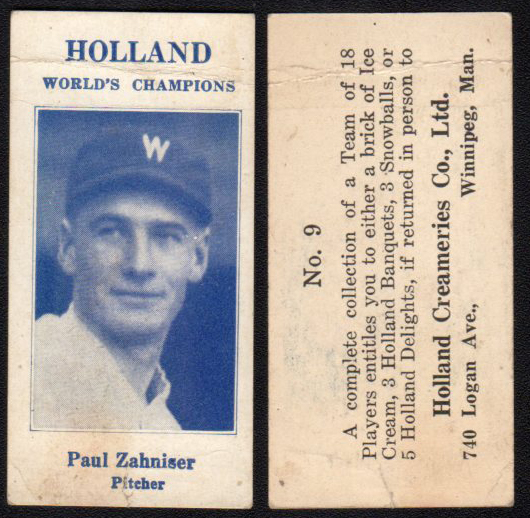 HOLLAND
WORLD'S CHAMPIONS
W
Paul Zahniser
Pitcher
No. 9
A complete collection of a Team of 18
Players entitles you to either a brick of Ice
Cream, 3 Holland Banquets, 3 Snowballs, or
5 Holland Delights, if returned in person to
Holland Creameries Co., Ltd.
740 Logan Ave., Winnipeg, Man.